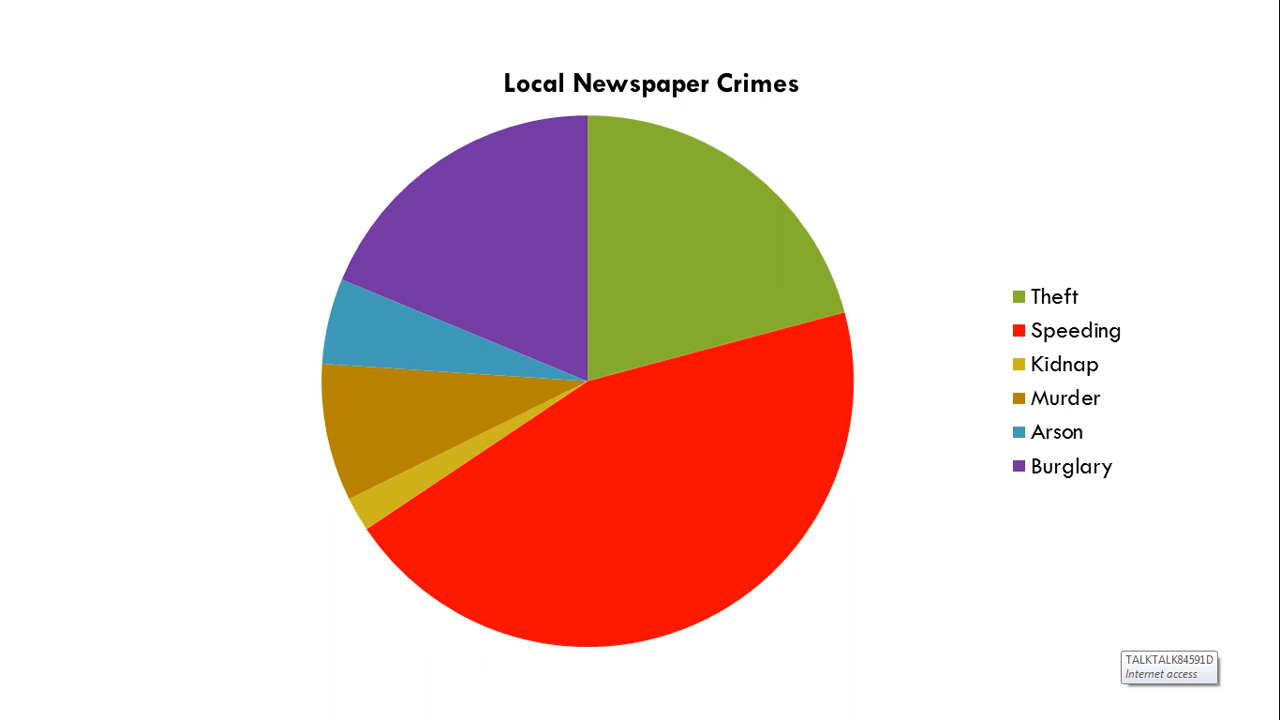 Local Newspaper Crimes
Theft
Speeding
Kidnap
Murder
Arson
Burglary
TALKTALK84591D
Internet access